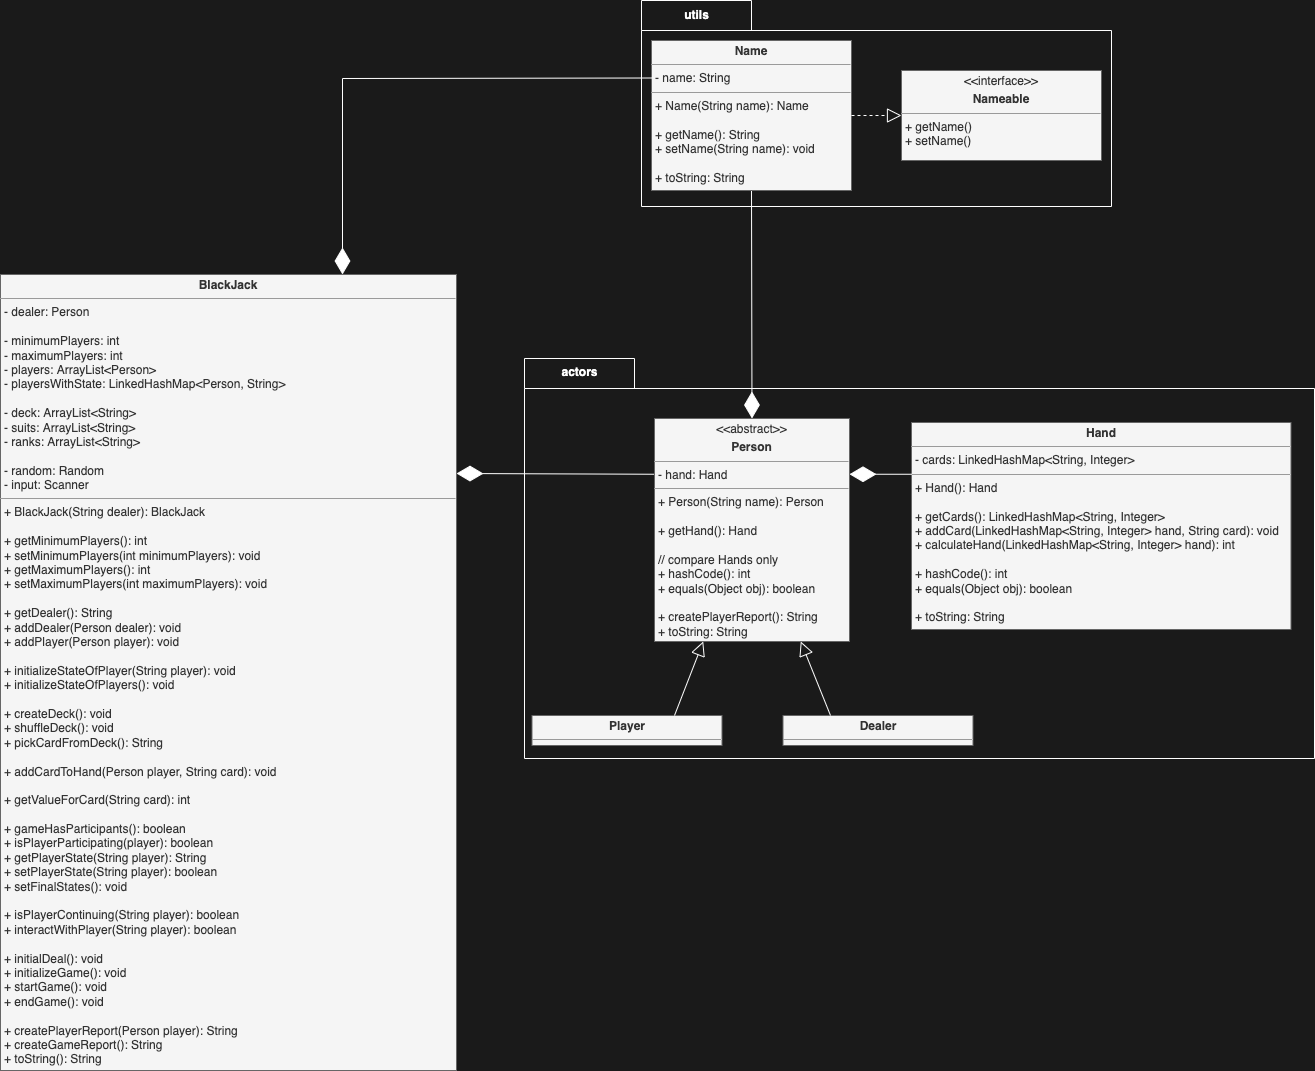 utils
Name
- name: String
+ Name(String name): Name
+ getName(): String
+ setName(String name): void
+ toString: String
<<interface>>
Nameable
+ getName()
+ setName()
BlackJack
- dealer: Person
- minimumPlayers: int
- maximumPlayers: int
- players: ArrayList<Person>
- playersWithState: LinkedHashMap<Person, String>
- deck: ArrayList<String>
- suits: ArrayList<String>
- ranks: ArrayList<String>
- random: Random
- input: Scanner
+ BlackJack(String dealer): BlackJack
+ getMinimumPlayers(): int
+ setMinimumPlayers(int minimumPlayers): void
+ getMaximumPlayers(): int
+ setMaximumPlayers(int maximumPlayers): void
+ getDealer(): String
+ addDealer(Person dealer): void
+ addPlayer(Person player): void
+ initializeStateOfPlayer(String player): void
+ initializeStateOfPlayers(): void
+ createDeck(): void
+ shuffleDeck(): void
+ pickCardFromDeck(): String
+ addCardToHand(Person player, String card): void
+ getValueForCard(String card): int
+ gameHasParticipants(): boolean
+ isPlayerParticipating(player): boolean
+ getPlayerState(String player): String
+ setPlayerState(String player): boolean
+ setFinalStates(): void
+ isPlayerContinuing(String player): boolean
+ interactWithPlayer(String player): boolean
+ initialDeal(): void
+ initializeGame(): void
+ startGame(): void
+ endGame(): void
+ createPlayerReport(Person player): String
+ createGameReport(): String
+ toString(): String
actors
<<abstract>>
Person
- hand: Hand
+ Person(String name): Person
+ getHand(): Hand
// compare Hands only
+ hashCode(): int
+ equals(Object obj): boolean
+ createPlayerReport(): String
+ toString: String
Hand
- cards: LinkedHashMap<String, Integer>
+ Hand(): Hand
+ getCards(): LinkedHashMap<String, Integer>
+ addCard(LinkedHashMap<String, Integer> hand, String card): void
+ calculateHand(LinkedHashMap<String, Integer> hand): int
+ hashCode(): int
+ equals(Object obj): boolean
+ toString: String
Player
Dealer